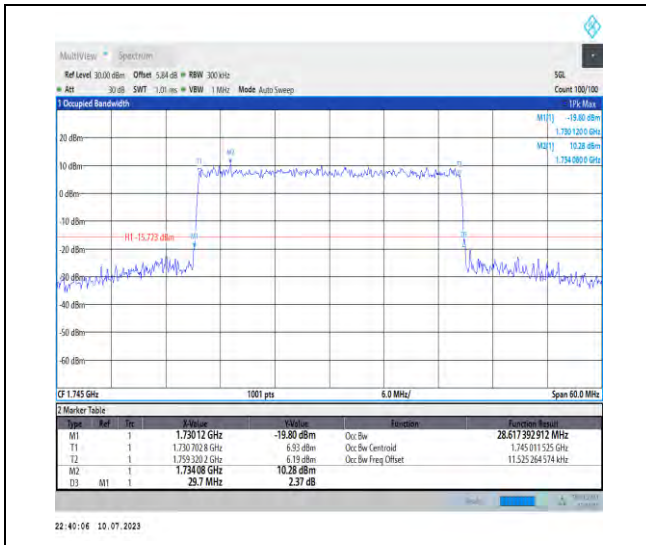 MultiView Spectrum
Ref Level 30.00 dBm Offset 5.84 dB RBW 300 kHz SGL
Att 30 dB SWT 1.01 ms VBW 1 MHz Mode Auto Sweep Count 100/100
1 Occupied Bandwidth 1Pk Max
M1[1] -19.80 dBm
1.730 120 0 GHz
M2[1] 10.28 dBm
1.734 080 0 GHz
20 dBm
M2
T1
10 dBm
0 dBm
-10 dBm
H1 -15.773 dBm
-20 dBm
-30 dBm
-40 dBm
-50 dBm
-60 dBm
CF 1.745 GHz 1001 pts 6.0 MHz/ Span 60.0 MHz
2 Marker Table
Type Ref Trc X-Value Y-Value Function Function Result
M1 1 1.73012 GHz -19.80 dBm Occ Bw 28.617 392 912 MHz
T1 1 1.730 702 8 GHz 6.93 dBm Occ Bw Centroid 1.745 011 525 GHz
T2 1 1.759 320 2 GHz 6.19 dBm Occ Bw Freq Offset 11.525 264 574 kHz
M2 1 1.734 08 GHz 10.28 dBm
D3 M1 1 29.7 MHz 2.37 dB
22:40:06 10.07.2023